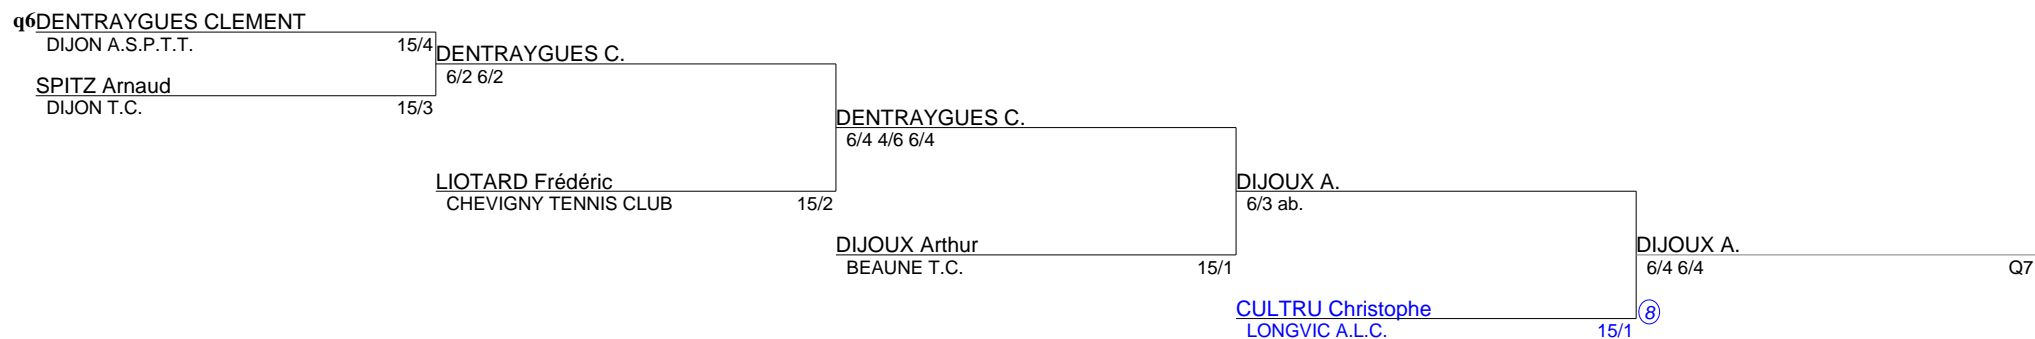 q6DENTRAYGUES CLEMENT
DIJON A.S.P.T.T. 15/4
DENTRAYGUES C.
6/2 6/2
SPITZ Arnaud
DIJON T.C. 15/3
DENTRAYGUES C.
6/4 4/6 6/4
LIOTARD Frédéric
CHEVIGNY TENNIS CLUB 15/2
DIJOUX A.
6/3 ab.
DIJOUX Arthur
BEAUNE T.C. 15/1
DIJOUX A.
6/4 6/4 Q7
CULTRU Christophe 8
LONGVIC A.L.C. 15/1